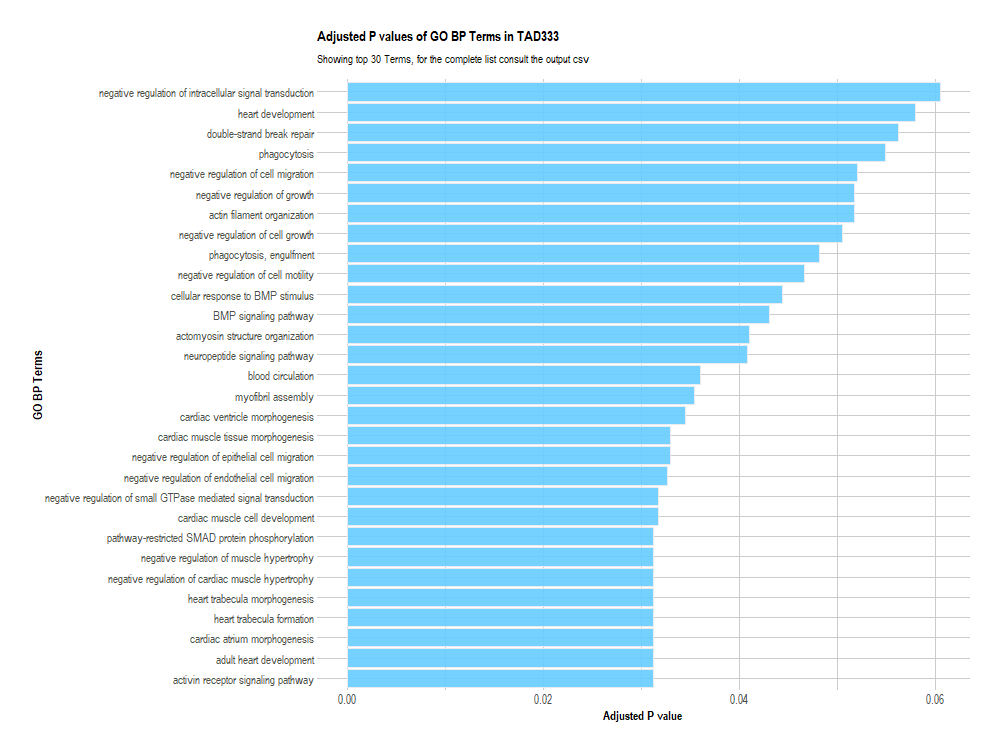 Adjusted P values of GO BP Terms in TAD333
Showing top 30 Terms, for the complete list consult the output csv
GO BP Terms
negative regulation of intracellular signal transduction
heart development
double-strand break repair
phagocytosis
negative regulation of cell migration
negative regulation of growth
actin filament organization
negative regulation of cell growth
phagocytosis, engulfment
negative regulation of cell motility
cellular response to BMP stimulus
BMP signaling pathway
actomyosin structure organization
neuropeptide signaling pathway
blood circulation
myofibril assembly
cardiac ventricle morphogenesis
cardiac muscle tissue morphogenesis
negative regulation of epithelial cell migration
negative regulation of endothelial cell migration
negative regulation of small GTPase mediated signal transduction
cardiac muscle cell development
pathway-restricted SMAD protein phosphorylation
negative regulation of muscle hypertrophy
negative regulation of cardiac muscle hypertrophy
heart trabecula morphogenesis
heart trabecula formation
cardiac atrium morphogenesis
adult heart development
activin receptor signaling pathway
0.00 0.02 0.04 0.06
Adjusted P value